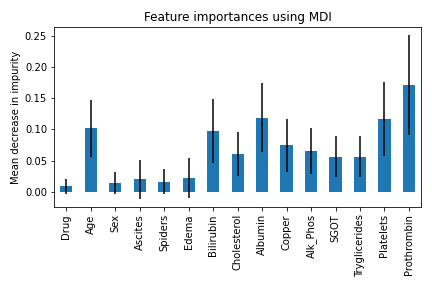 Feature importances using MDI
Mean decrease in impurity
0.25
0.20
0.15
0.10
0.05
0.00
Drug
Age
Sex
Ascites
Spiders
Edema
Bilirubin
Cholesterol
Albumin
Copper
Alk_Phos
SGOT
Tryglicerides
Platelets
Prothrombin